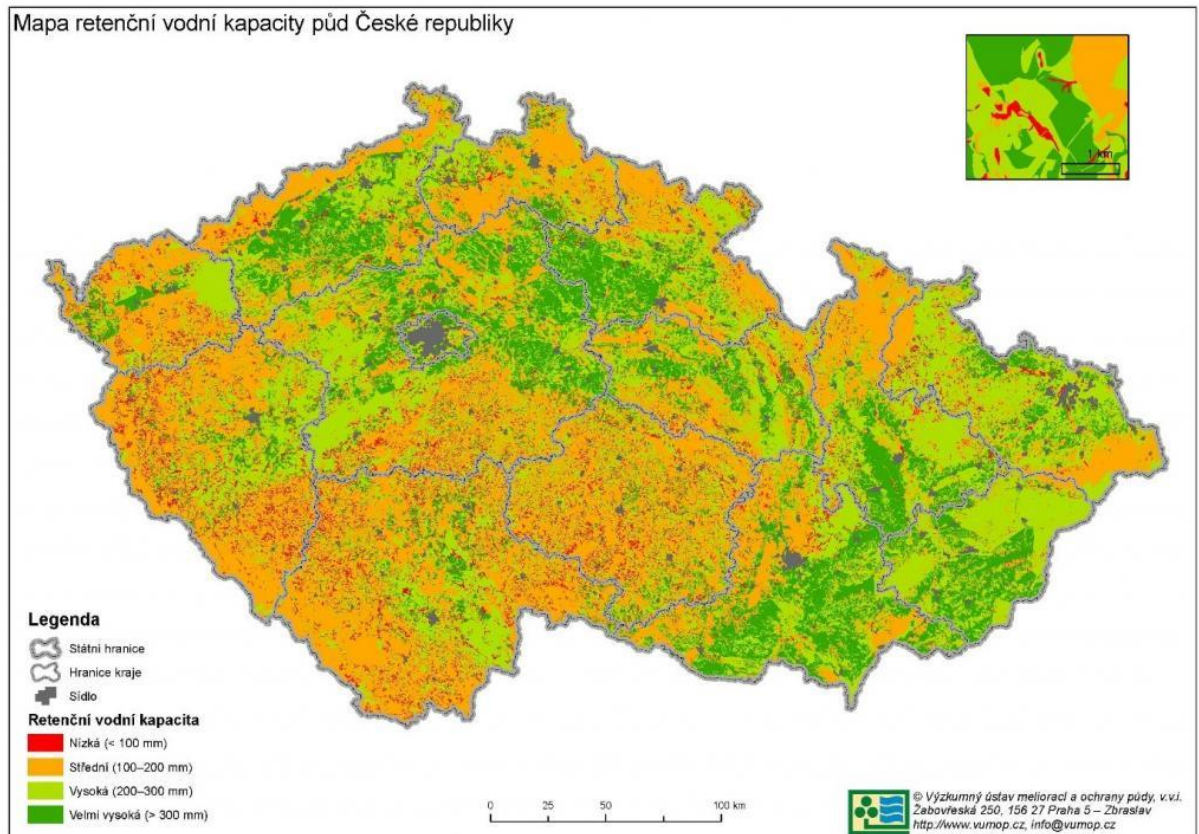 Mapa retenční vodní kapacity půd České republiky
1 km
Legenda
Státní hranice
Hranice kraje
Sídlo
Retenční vodní kapacita
Nízká (< 100 mm)
Střední (100–200 mm)
Vysoká (200–300 mm)
Velmi vysoká (> 300 mm)
0 25 50 100 km
© Výzkumný ústav meliorací a ochrany půdy, v.v.i.
Žabovřeská 250, 156 27 Praha 5 – Zbraslav
http://www.vumop.cz, info@vumop.cz